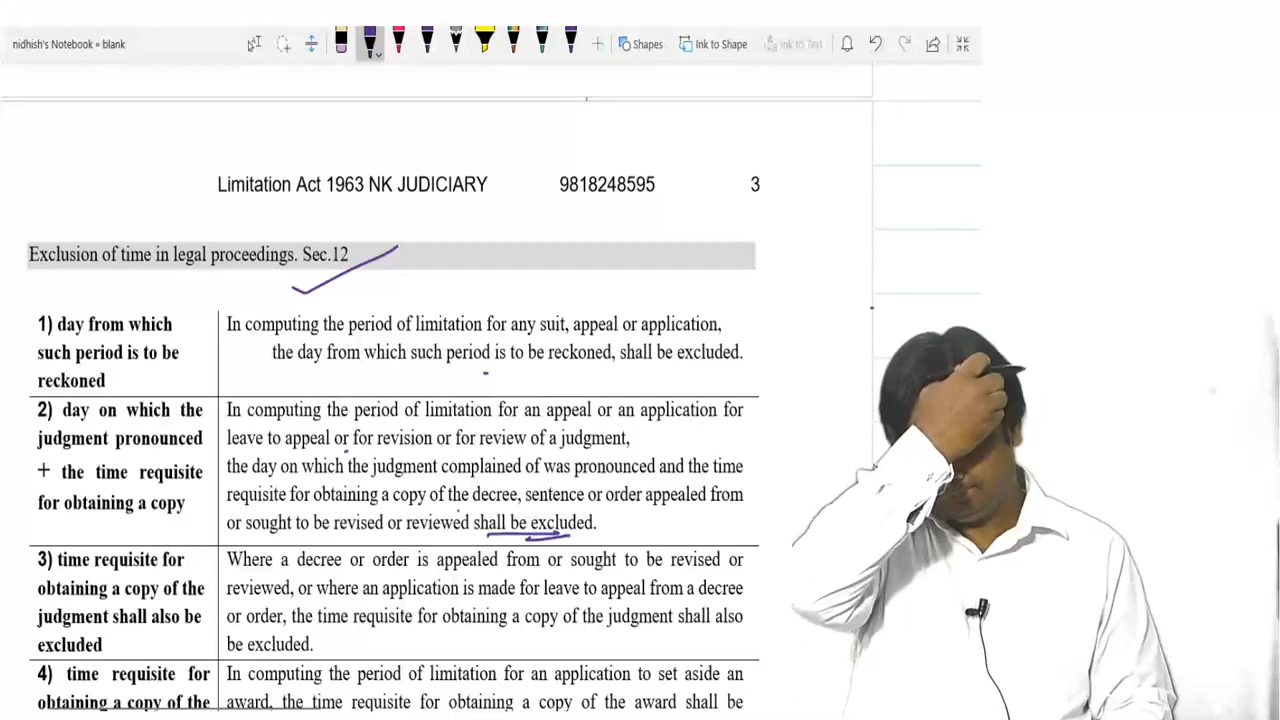 nidhish's Notebook » blank
Shapes
Ink to Shape
Ink to Text
Limitation Act 1963 NK JUDICIARY 9818248595 3
Exclusion of time in legal proceedings. Sec.12
1) day from which
such period is to be
reckoned
In computing the period of limitation for any suit, appeal or application,
the day from which such period is to be reckoned, shall be excluded.
2) day on which the
judgment pronounced
+ the time requisite
for obtaining a copy
In computing the period of limitation for an appeal or an application for
leave to appeal or for revision or for review of a judgment,
the day on which the judgment complained of was pronounced and the time
requisite for obtaining a copy of the decree, sentence or order appealed from
or sought to be revised or reviewed shall be excluded.
3) time requisite for
obtaining a copy of the
judgment shall also be
excluded
Where a decree or order is appealed from or sought to be revised or
reviewed, or where an application is made for leave to appeal from a decree
or order, the time requisite for obtaining a copy of the judgment shall also
be excluded.
4) time requisite for
obtaining a copy of the
In computing the period of limitation for an application to set aside an
award, the time requisite for obtaining a copy of the award shall be